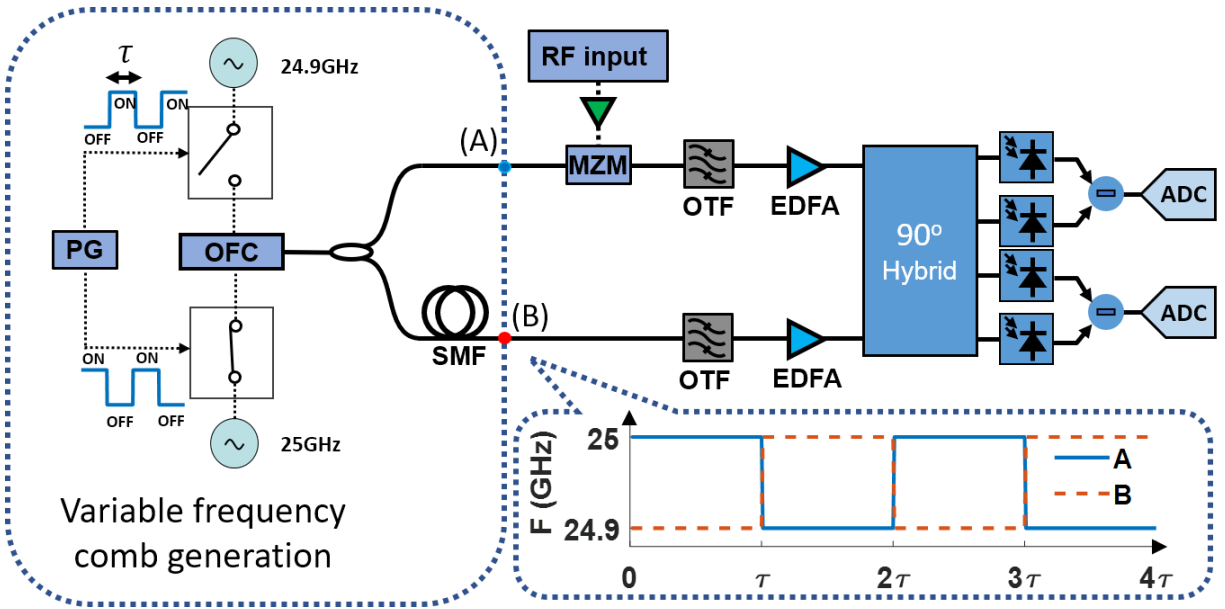 τ
24.9GHz
ON
ON
OFF
OFF
PG
OFC
ON
ON
OFF
OFF
25GHz
Variable frequency
comb generation
(A)
(B)
SMF
RF input
MZM
OTF
EDFA
OTF
EDFA
90º
Hybrid
ADC
ADC
F (GHz)
25
24.9
A
B
0
τ
2τ
3τ
4τ